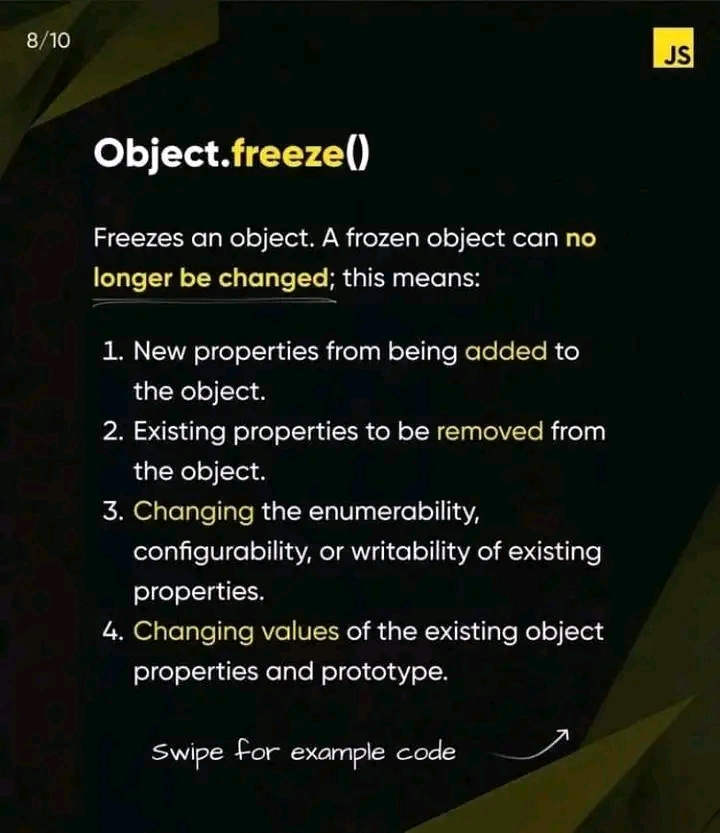 8/10
JS
Object.freeze()
Freezes an object. A frozen object can no
longer be changed; this means:
1. New properties from being added to
the object.
2. Existing properties to be removed from
the object.
3. Changing the enumerability,
configurability, or writability of existing
properties.
4. Changing values of the existing object
properties and prototype.
Swipe for example code